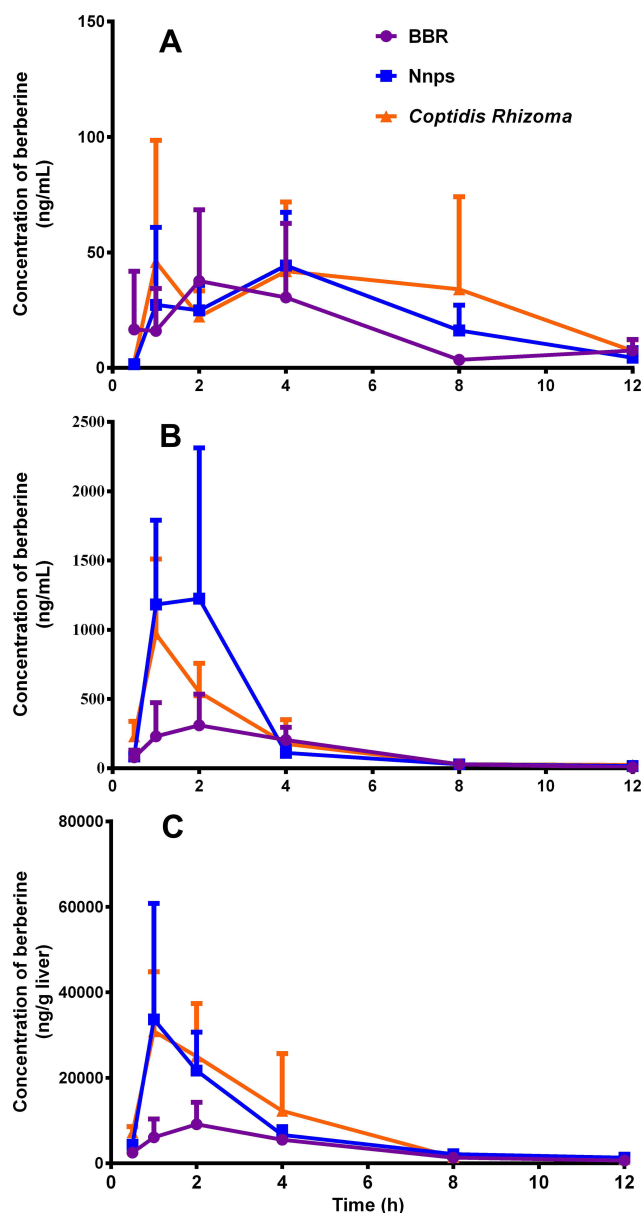 A
BBR
Nnps
Coptidis Rhizoma
Concentration of berberine
(ng/mL)
150
100
50
0
0 2 4 6 8 10 12
B
Concentration of berberine
(ng/mL)
2500
2000
1500
1000
500
0
0 2 4 6 8 10 12
C
Concentration of berberine
(ng/g liver)
80000
60000
40000
20000
0
0 2 4 6 8 10 12
Time (h)